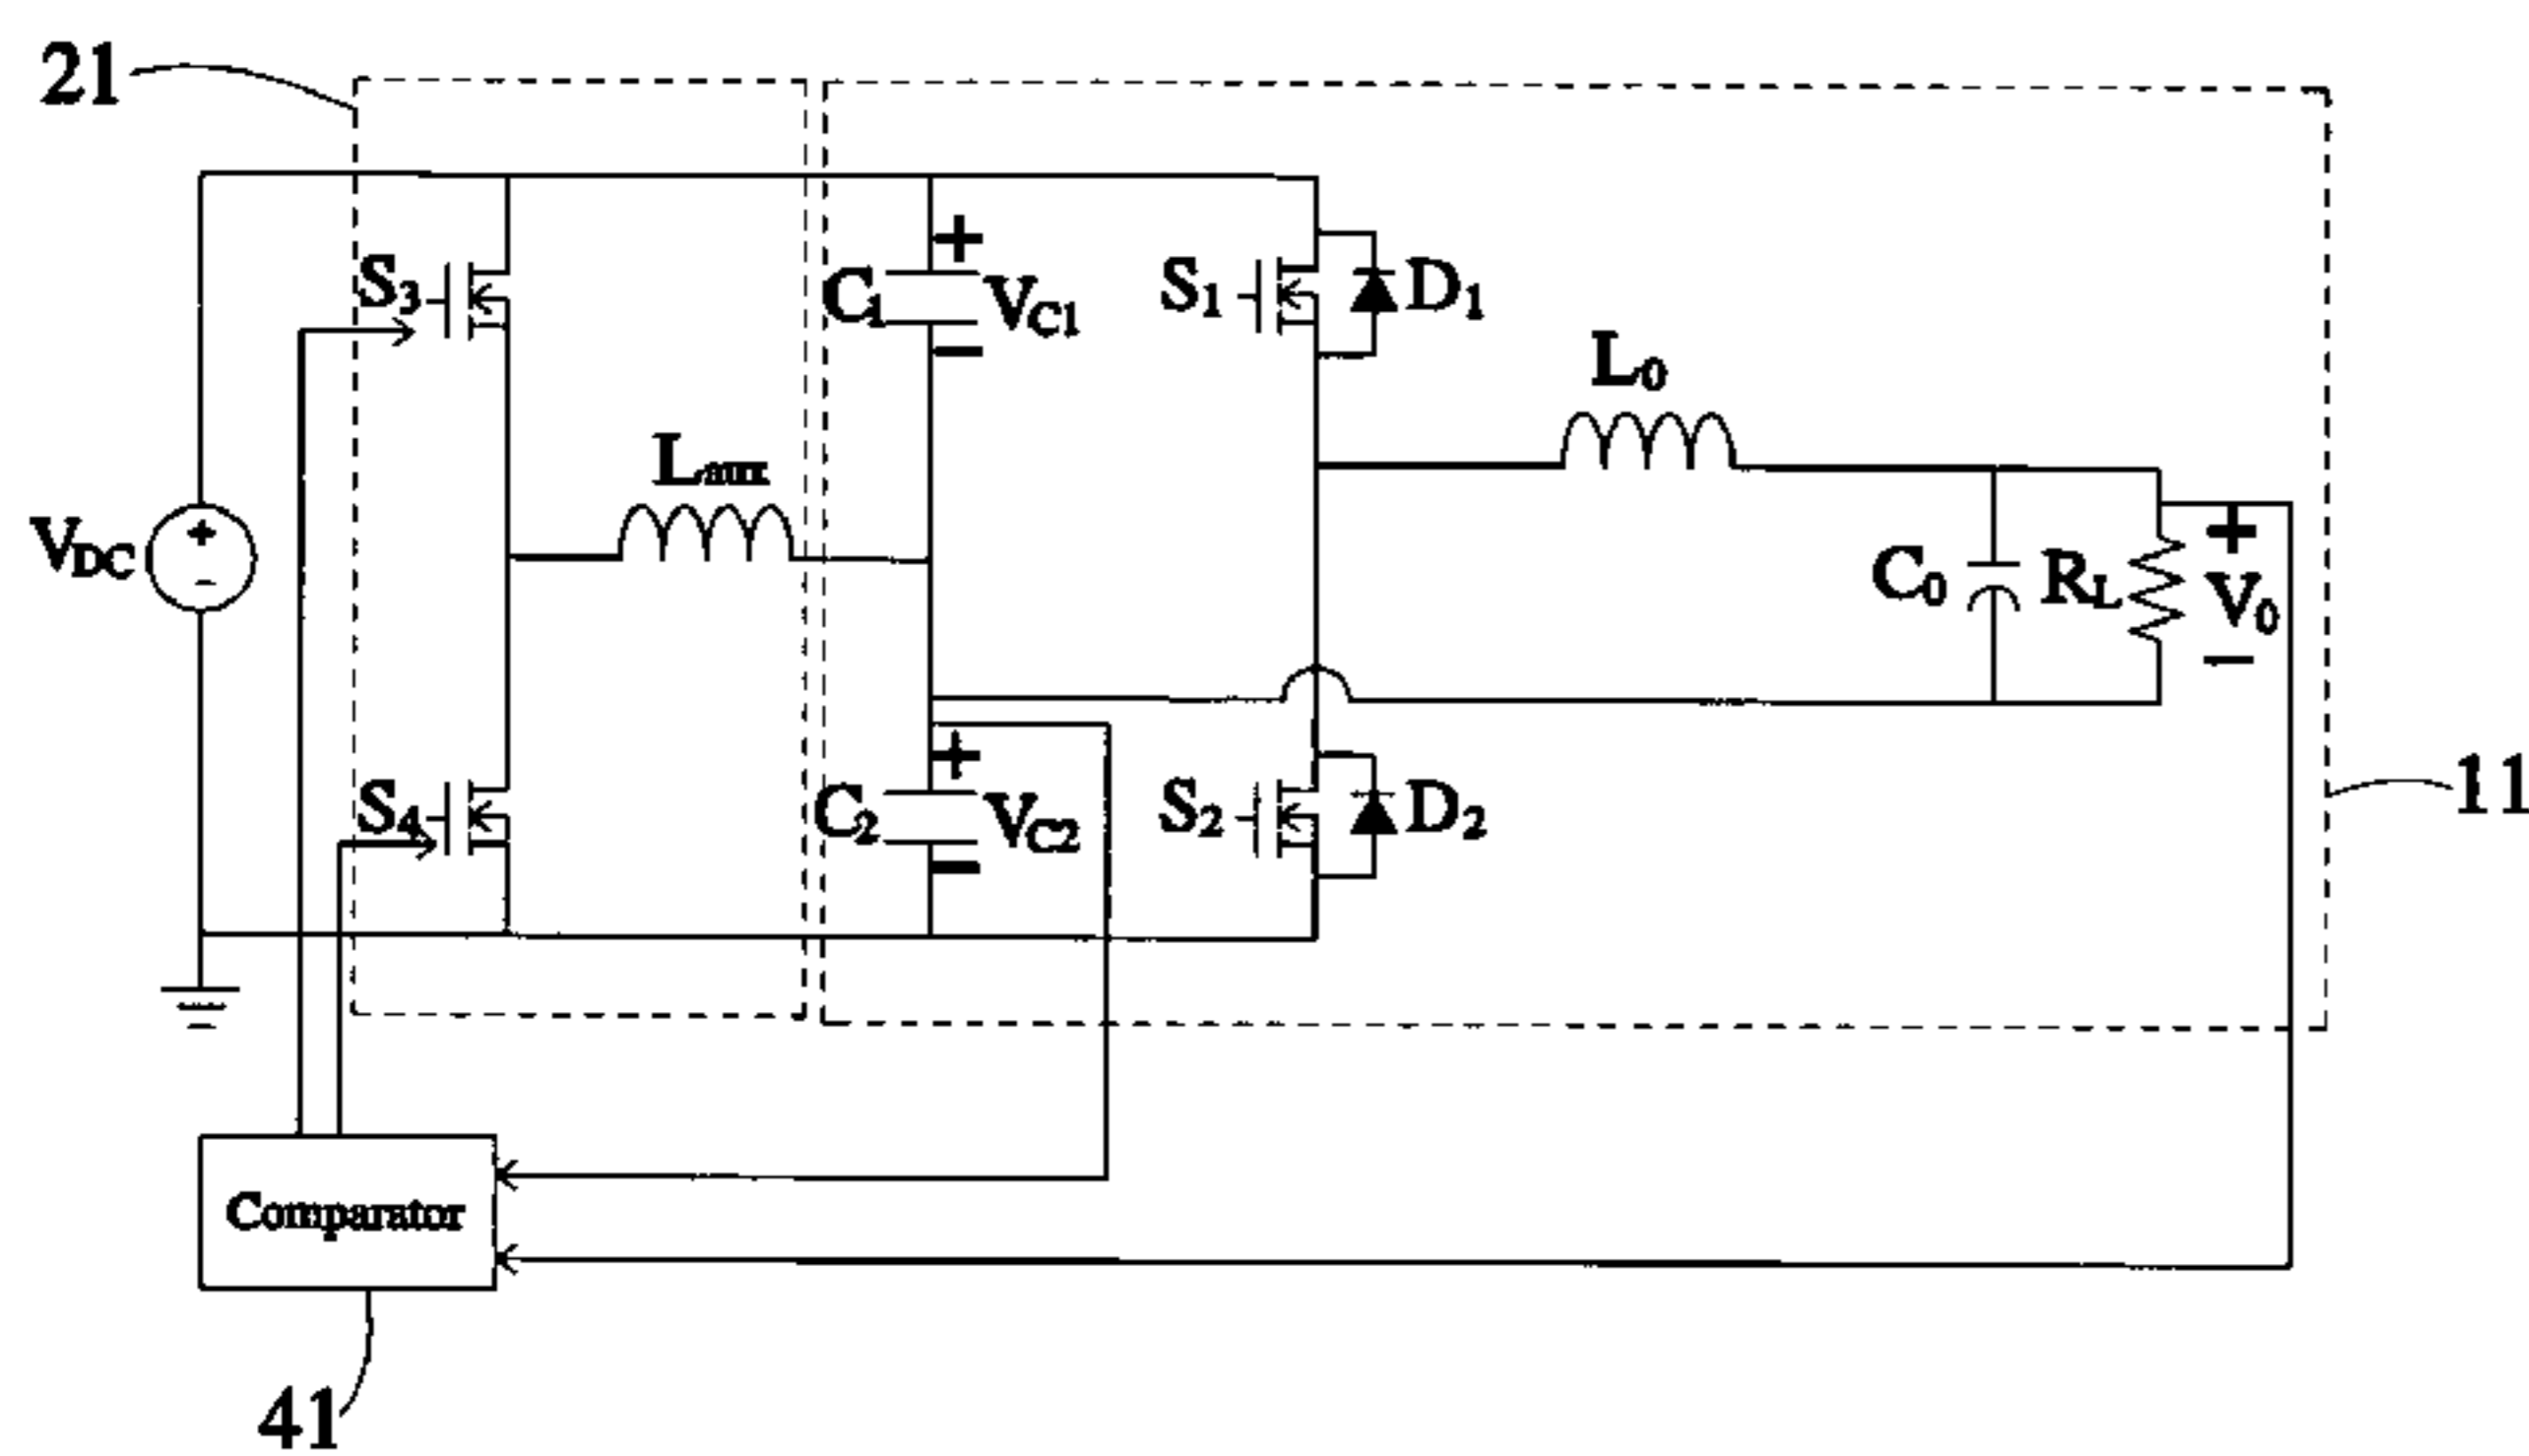 21
S3
C1
+
VC1
−
S1
D1
L0
Laux
VDC
+
-
C0
RL
+
V0
−
S4
C2
+
VC2
−
S2
D2
11
Comparator
41